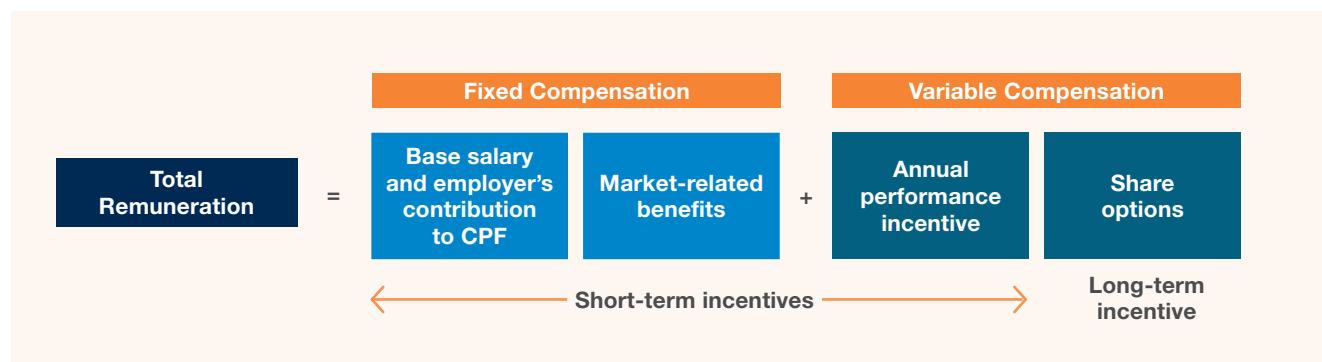 Fixed Compensation
Variable Compensation
Total
Remuneration
=
Base salary
and employer's
contribution
to CPF
Market-related
benefits
+
Annual
performance
incentive
Share
options
Short-term incentives
Long-term
incentive